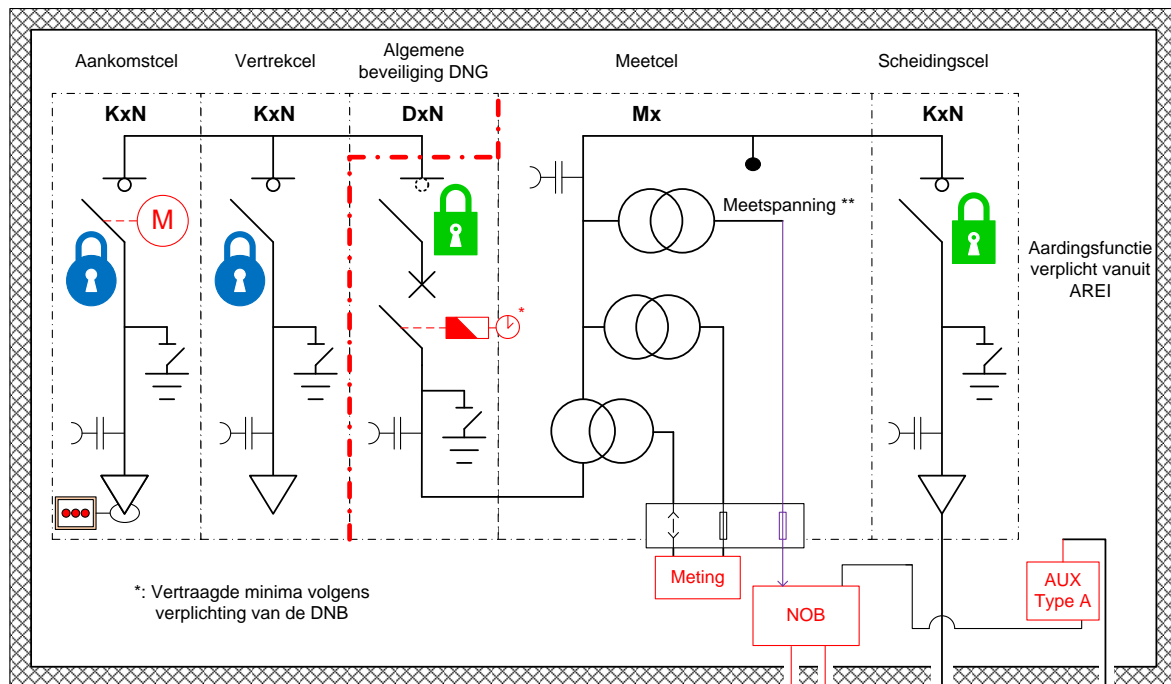 Aankomstcel
Vertrekcel
Algemene
beveiliging DNG
Meetcel
Scheidingscel
KxN
KxN
DxN
Mx
KxN
M
Meetspanning **
Aardingsfunctie
verplicht vanuit
AREI
*
Meting
NOB
AUX
Type A
*: Vertraagde minima volgens
verplichting van de DNB